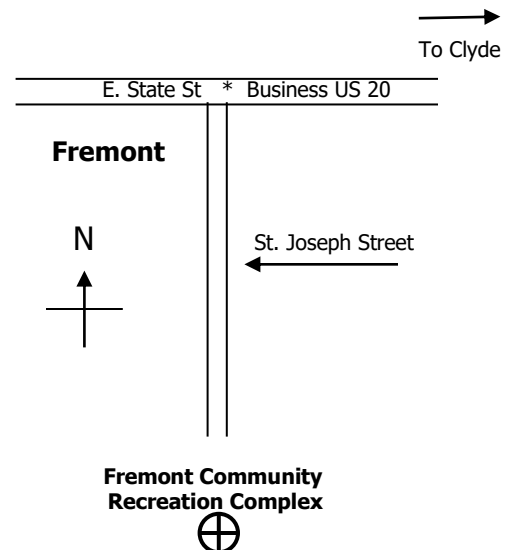 To Clyde
E. State St * Business US 20
Fremont
N
St. Joseph Street
Fremont Community
Recreation Complex